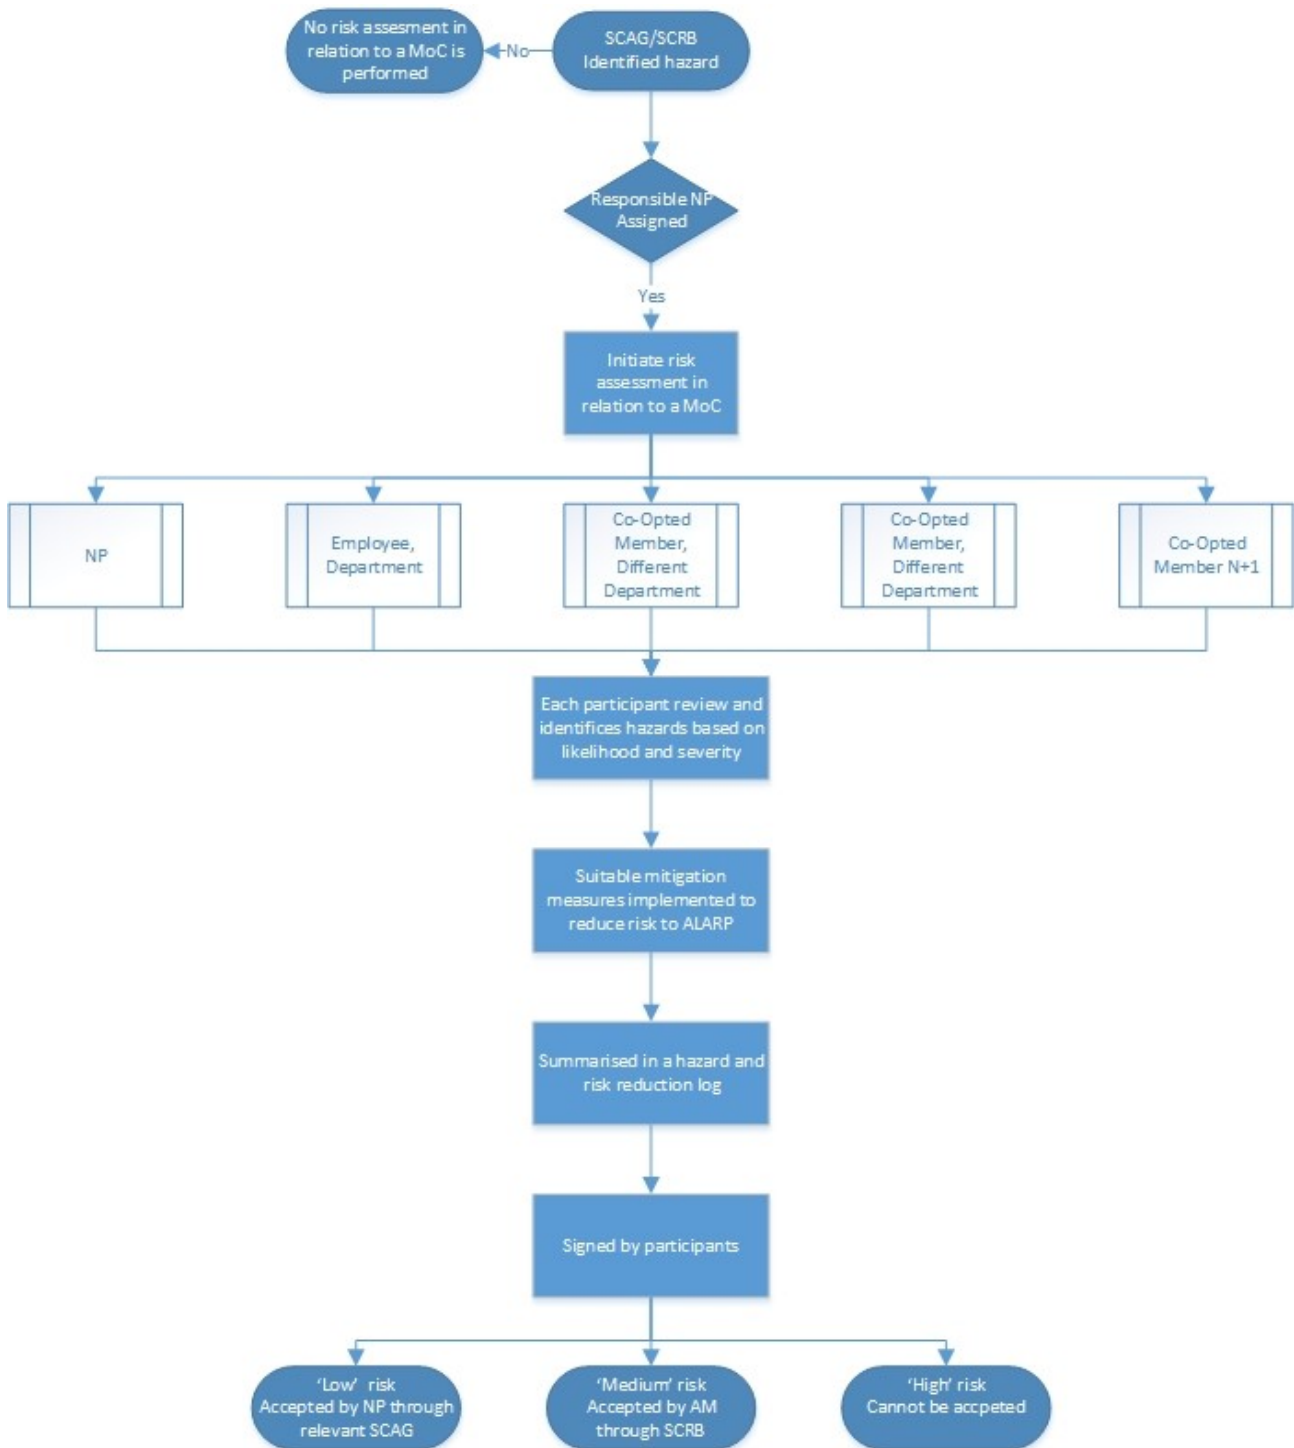 No risk assesment in
relation to a MoC is
performed
No
SCAG/SCRB
Identified hazard
Responsible NP
Assigned
Yes
Initiate risk
assessment in
relation to a MoC
NP
Employee,
Department
Co-Opted
Member,
Different
Department
Co-Opted
Member,
Different
Department
Co-Opted
Member N+1
Each participant review and
identifices hazards based on
likelihood and severity
Suitable mitigation
measures implemented to
reduce risk to ALARP
Summarised in a hazard and
risk reduction log
Signed by participants
'Low' risk
Accepted by NP through
relevant SCAG
'Medium' risk
Accepted by AM
through SCRB
'High' risk
Cannot be accpeted